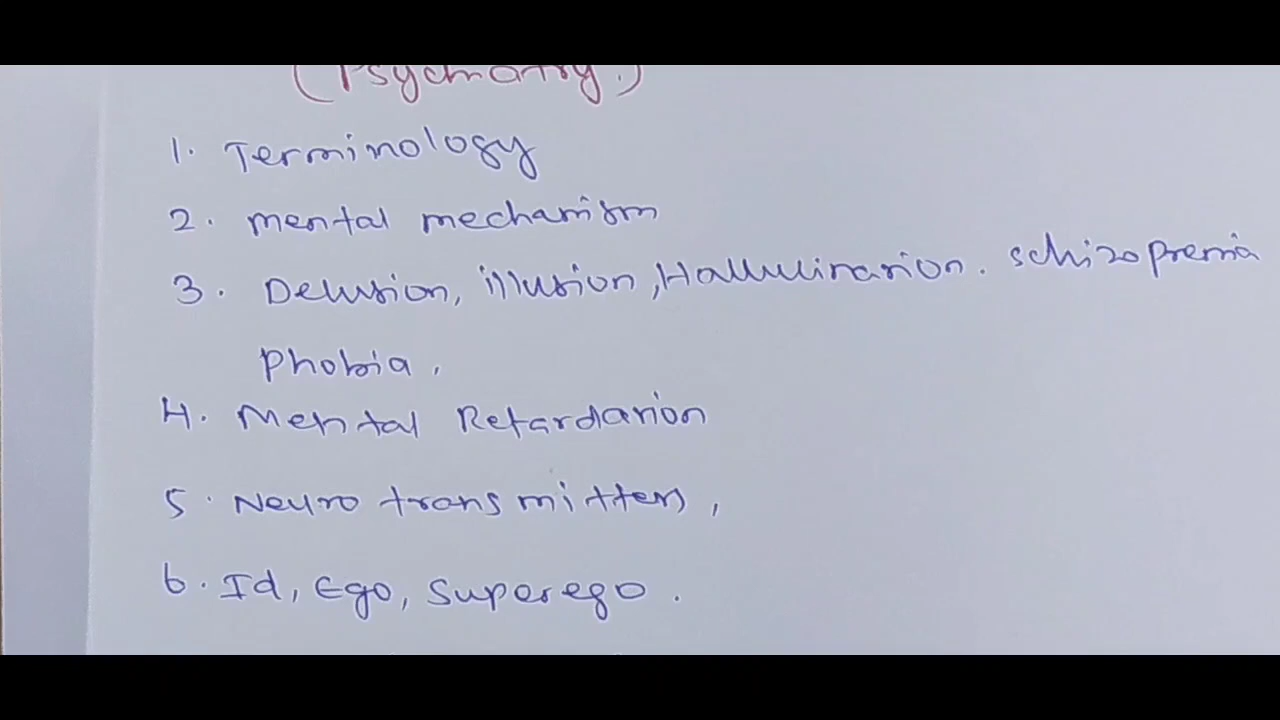 (Psychiatry.)
1. Terminology
2. mental mechanism
3. Delusion, illusion, Hallucination. schizoprenia
Phobia.
4. Mental Retardation
5. Neuro transmitters,
6. Id, Ego, Superego.